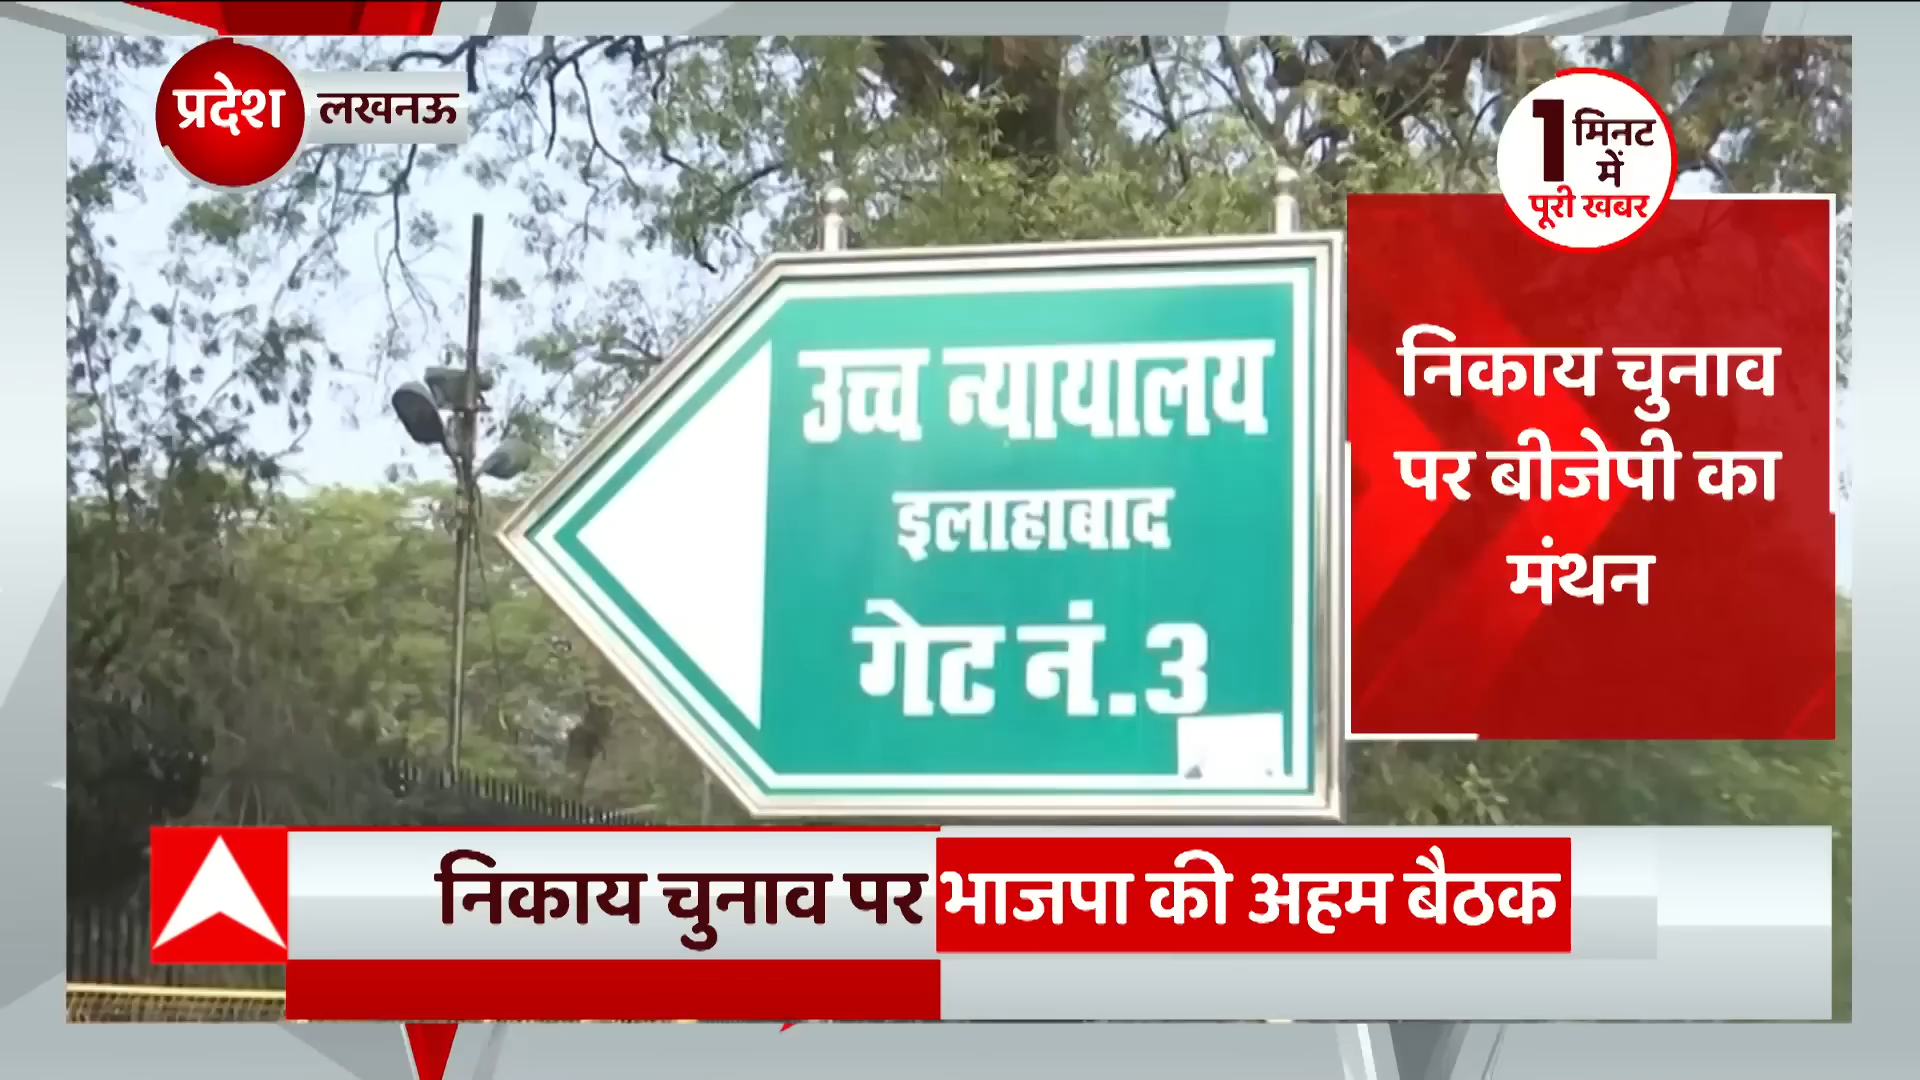 प्रदेश
लखनऊ
1 मिनट
में
पूरी खबर
उच्च न्यायालय
इलाहाबाद
गेट नं.3
निकाय चुनाव
पर बीजेपी का
मंथन
निकाय चुनाव पर भाजपा की अहम बैठक